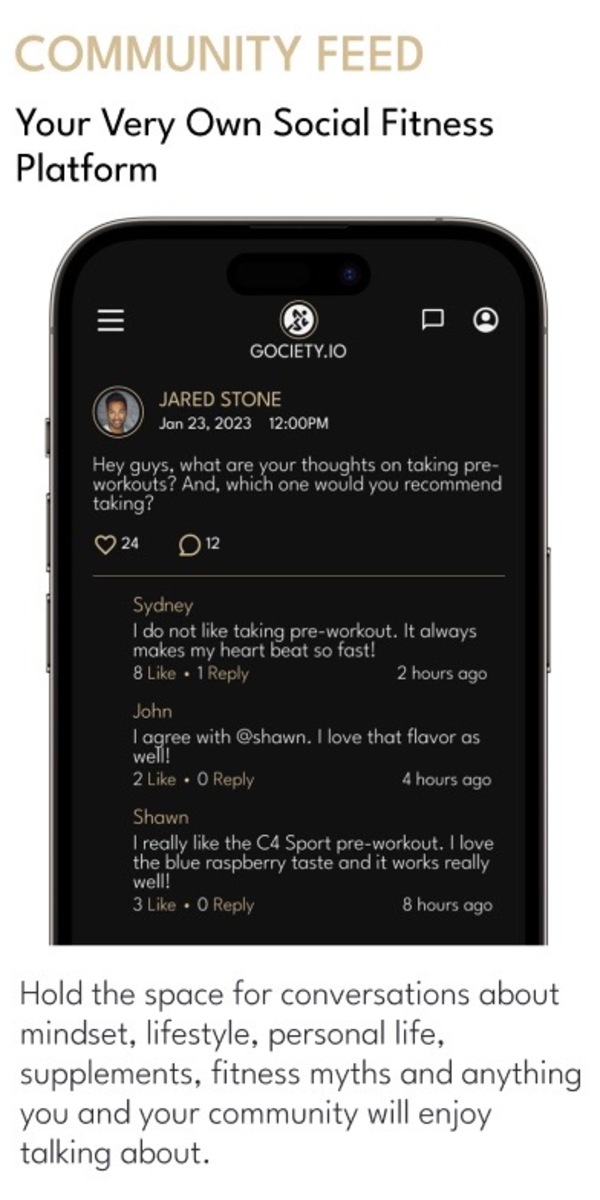 COMMUNITY FEED
Your Very Own Social Fitness
Platform
GOCIETY.IO
JARED STONE
Jan 23, 2023 12:00PM
Hey guys, what are your thoughts on taking pre-
workouts? And, which one would you recommend
taking?
24 12
Sydney
I do not like taking pre-workout. It always
makes my heart beat so fast!
8 Like • 1 Reply 2 hours ago
John
I agree with @shawn. I love that flavor as
well!
2 Like • 0 Reply 4 hours ago
Shawn
I really like the C4 Sport pre-workout. I love
the blue raspberry taste and it works really
well!
3 Like • 0 Reply 8 hours ago
Hold the space for conversations about
mindset, lifestyle, personal life,
supplements, fitness myths and anything
you and your community will enjoy
talking about.